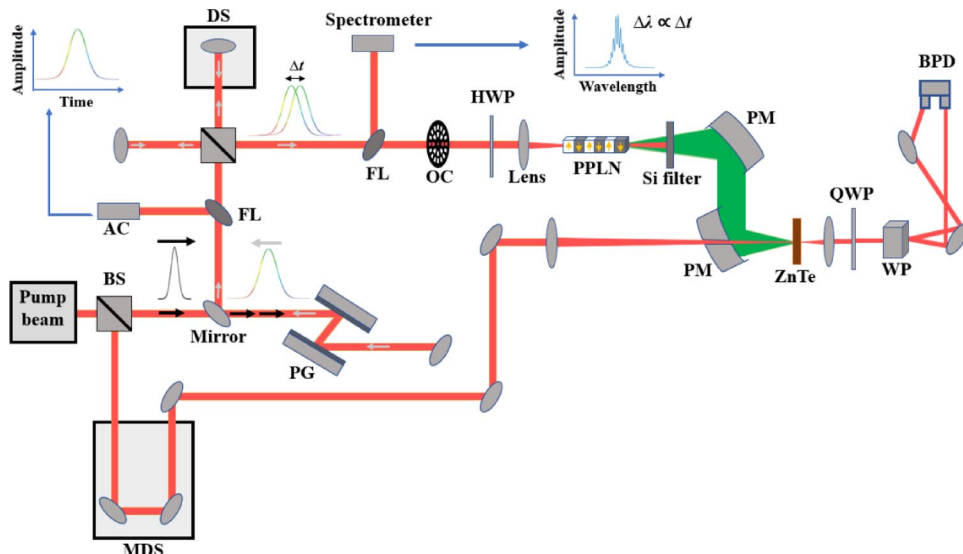 DS
Spectrometer
Δλ ∝ Δt
Amplitude
Time
Δt
Amplitude
Wavelength
BPD
HWP
PM
FL
OC
Lens
PPLN
Si filter
QWP
AC
FL
PM
ZnTe
WP
BS
Pump
beam
Mirror
PG
MDS